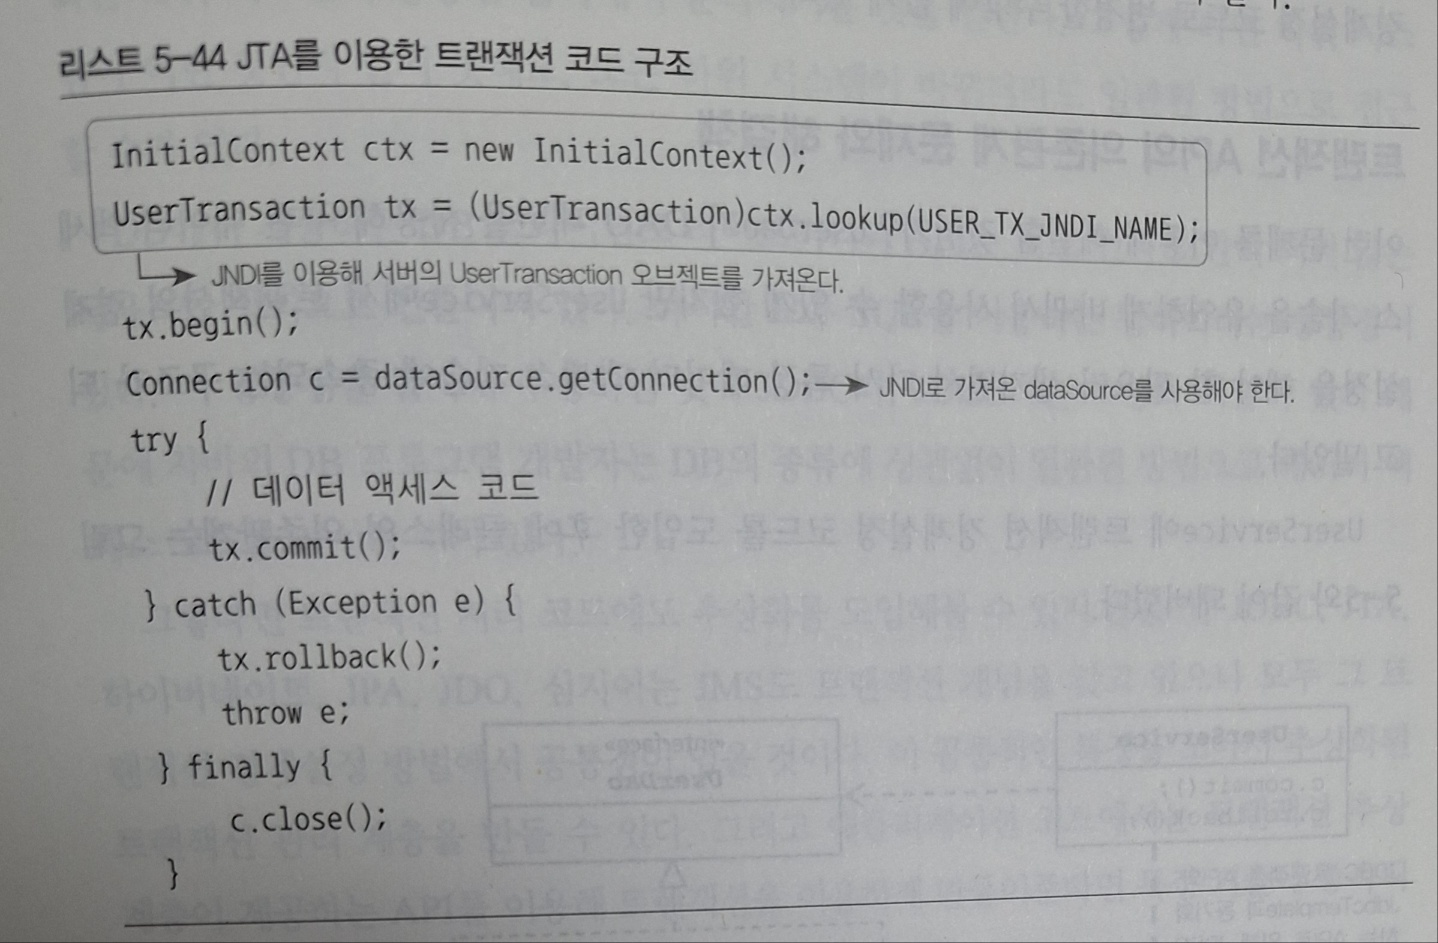 리스트 5-44 JTA를 이용한 트랜잭션 코드 구조
InitialContext ctx = new InitialContext();
UserTransaction tx = (UserTransaction)ctx.lookup(USER_TX_JNDI_NAME);
JNDI를 이용해 서버의 UserTransaction 오브젝트를 가져온다.
tx.begin();
Connection c = dataSource.getConnection(); JNDI로 가져온 dataSource를 사용해야 한다.
try {
// 데이터 액세스 코드
tx.commit();
} catch (Exception e) {
tx.rollback();
throw e;
} finally {
c.close();
}